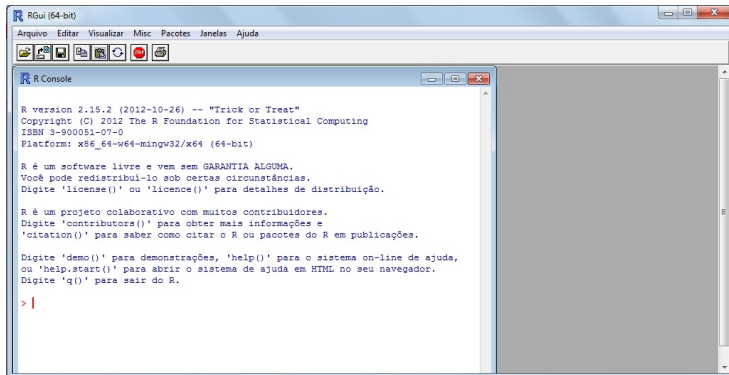 RGui (64-bit)
Arquivo Editar Visualizar Misc Pacotes Janelas Ajuda
STOP
R Console
R version 2.15.2 (2012-10-26) -- "Trick or Treat"
Copyright (C) 2012 The R Foundation for Statistical Computing
ISBN 3-900051-07-0
Platform: x86_64-w64-mingw32/x64 (64-bit)
R é um software livre e vem sem GARANTIA ALGUMA.
Você pode redistribuí-lo sob certas circunstâncias.
Digite 'license()' ou 'licence()' para detalhes de distribuição.
R é um projeto colaborativo com muitos contribuidores.
Digite 'contributors()' para obter mais informações e
'citation()' para saber como citar o R ou pacotes do R em publicações.
Digite 'demo()' para demonstrações, 'help()' para o sistema on-line de ajuda,
ou 'help.start()' para abrir o sistema de ajuda em HTML no seu navegador.
Digite 'q()' para sair do R.
>